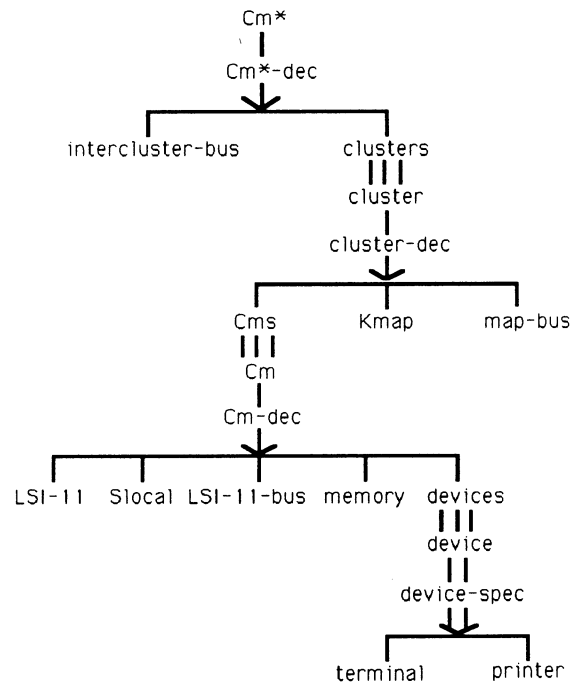 Cm*
Cm*-dec
intercluster-bus clusters
cluster
cluster-dec
Cms Kmap map-bus
Cm
Cm-dec
LSI-11 Slocal LSI-11-bus memory devices
device
device-spec
terminal printer